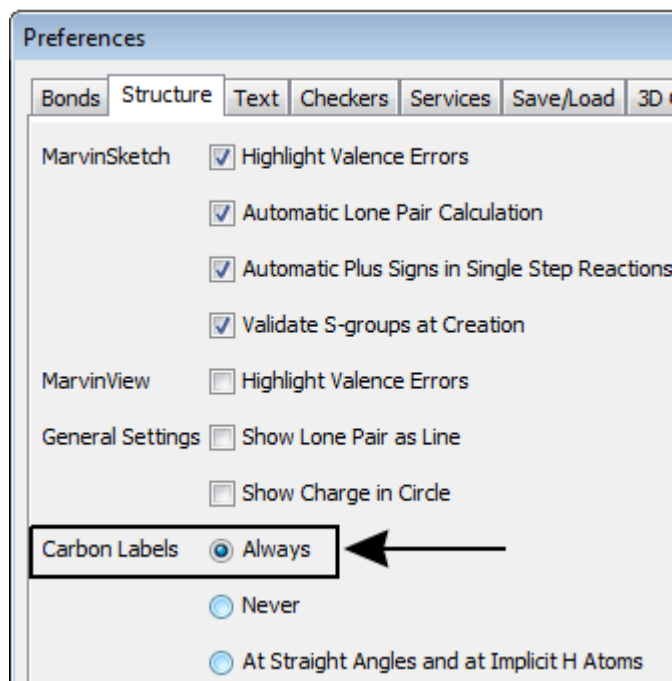 Preferences
Bonds Structure Text Checkers Services Save/Load 3D
MarvinSketch Highlight Valence Errors
Automatic Lone Pair Calculation
Automatic Plus Signs in Single Step Reactions
Validate S-groups at Creation
MarvinView Highlight Valence Errors
General Settings Show Lone Pair as Line
Show Charge in Circle
Carbon Labels Always
Never
At Straight Angles and at Implicit H Atoms